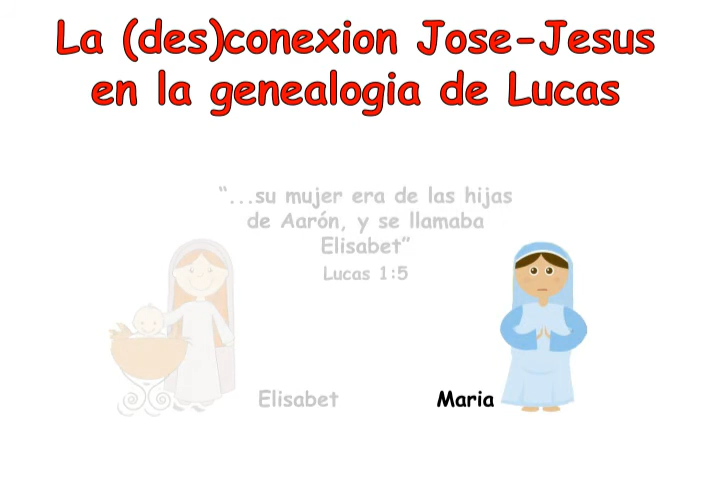 La (des)conexion Jose-Jesus
en la genealogia de Lucas
“...su mujer era de las hijas
de Aarón, y se llamaba
Elisabet”
Lucas 1:5
Elisabet
Maria